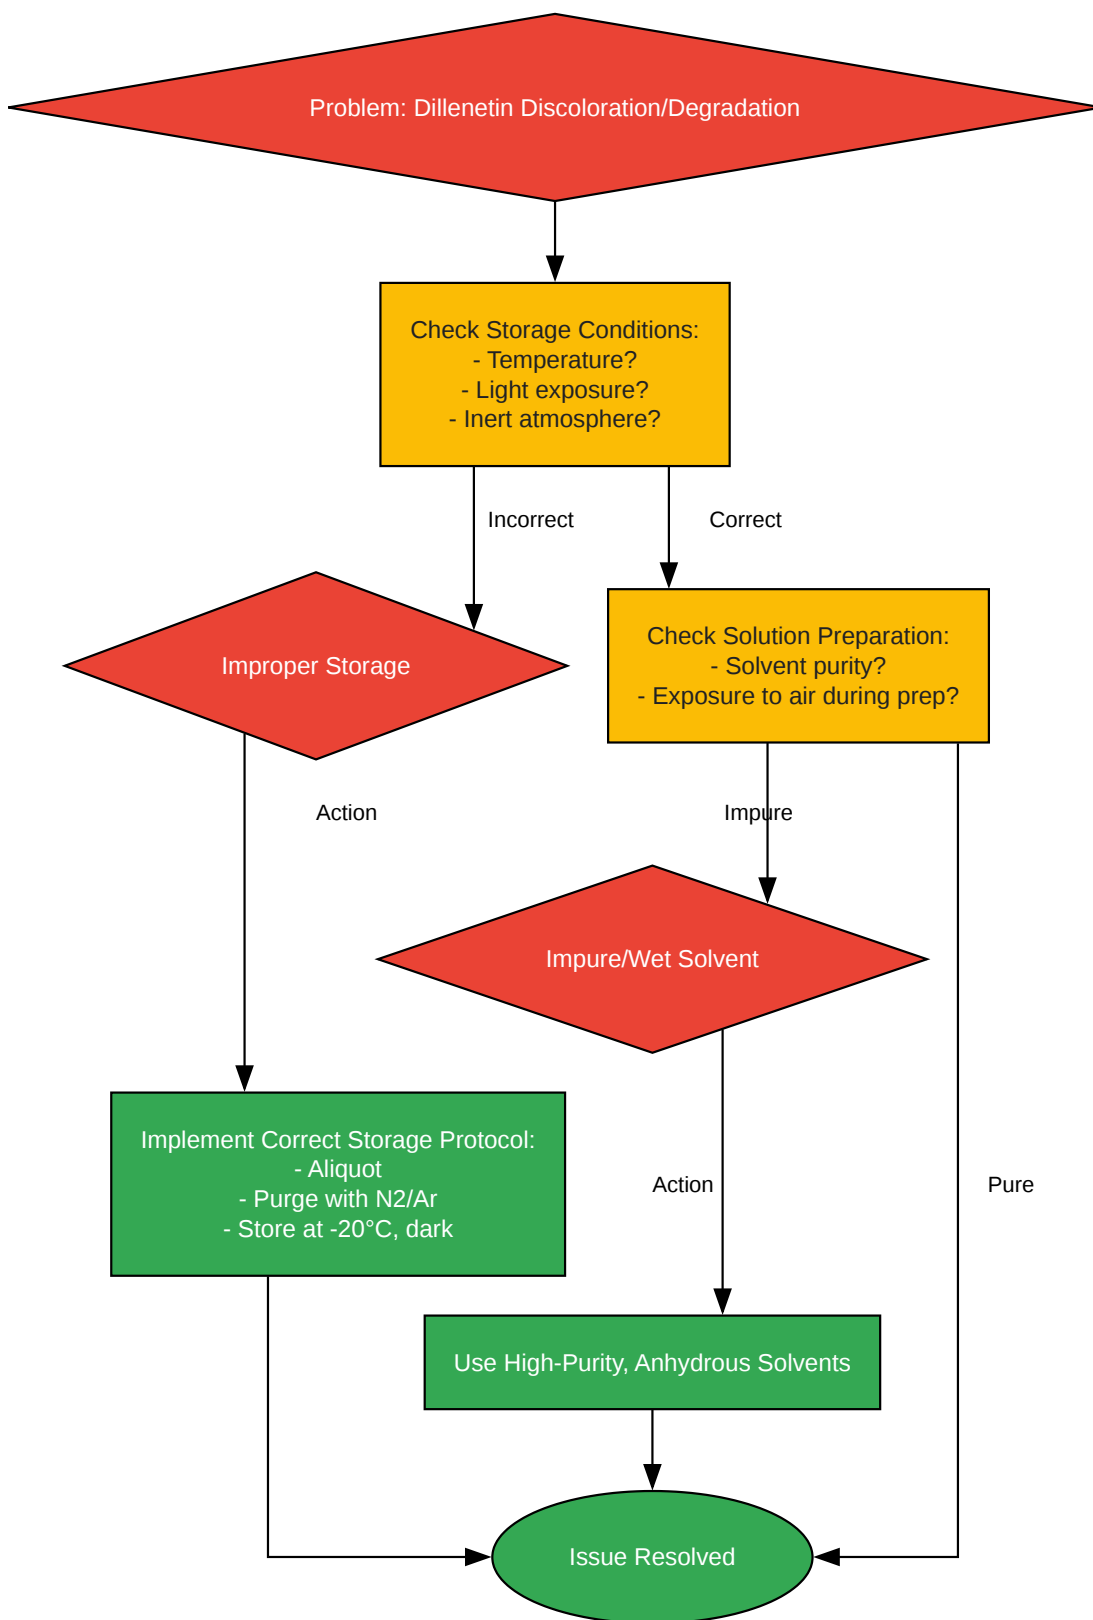 Problem: Dillenetin Discoloration/Degradation
Check Storage Conditions:
- Temperature?
- Light exposure?
- Inert atmosphere?
Incorrect
Correct
Improper Storage
Check Solution Preparation:
- Solvent purity?
- Exposure to air during prep?
Action
Impure
Impure/Wet Solvent
Implement Correct Storage Protocol:
- Aliquot
- Purge with N2/Ar
- Store at -20°C, dark
Action
Pure
Use High-Purity, Anhydrous Solvents
Issue Resolved